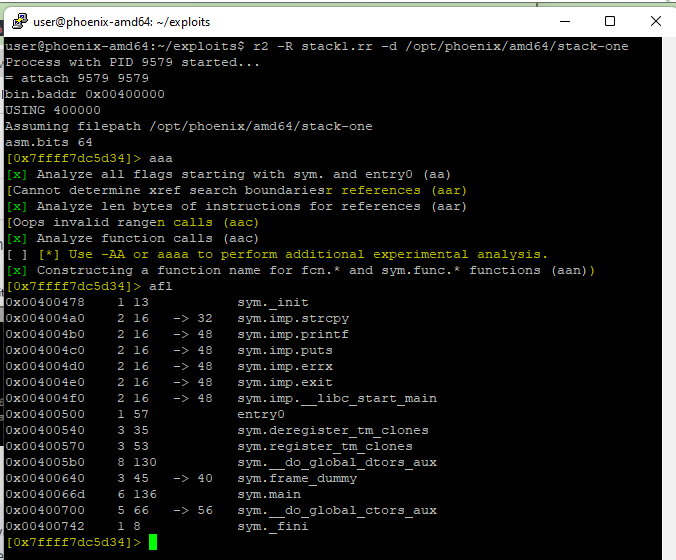 user@phoenix-amd64: ~/exploits
user@phoenix-amd64:~/exploits$ r2 -R stack1.rr -d /opt/phoenix/amd64/stack-one
Process with PID 9579 started...
= attach 9579 9579
bin.baddr 0x00400000
USING 400000
Assuming filepath /opt/phoenix/amd64/stack-one
asm.bits 64
[0x7ffff7dc5d34]> aaa
[x] Analyze all flags starting with sym. and entry0 (aa)
[Cannot determine xref search boundariesr references (aar)
[x] Analyze len bytes of instructions for references (aar)
[Oops invalid rangen calls (aac)
[x] Analyze function calls (aac)
[ ] [*] Use -AA or aaaa to perform additional experimental analysis.
[x] Constructing a function name for fcn.* and sym.func.* functions (aan))
[0x7ffff7dc5d34]> afl
0x00400478    1 13           sym._init
0x004004a0    2 16   -> 32   sym.imp.strcpy
0x004004b0    2 16   -> 48   sym.imp.printf
0x004004c0    2 16   -> 48   sym.imp.puts
0x004004d0    2 16   -> 48   sym.imp.errx
0x004004e0    2 16   -> 48   sym.imp.exit
0x004004f0    2 16   -> 48   sym.imp.__libc_start_main
0x00400500    1 57           entry0
0x00400540    3 35           sym.deregister_tm_clones
0x00400570    3 53           sym.register_tm_clones
0x004005b0    8 130          sym.__do_global_dtors_aux
0x00400640    3 45   -> 40   sym.frame_dummy
0x0040066d    6 136          sym.main
0x00400700    5 66   -> 56   sym.__do_global_ctors_aux
0x00400742    1 8            sym._fini
[0x7ffff7dc5d34]>